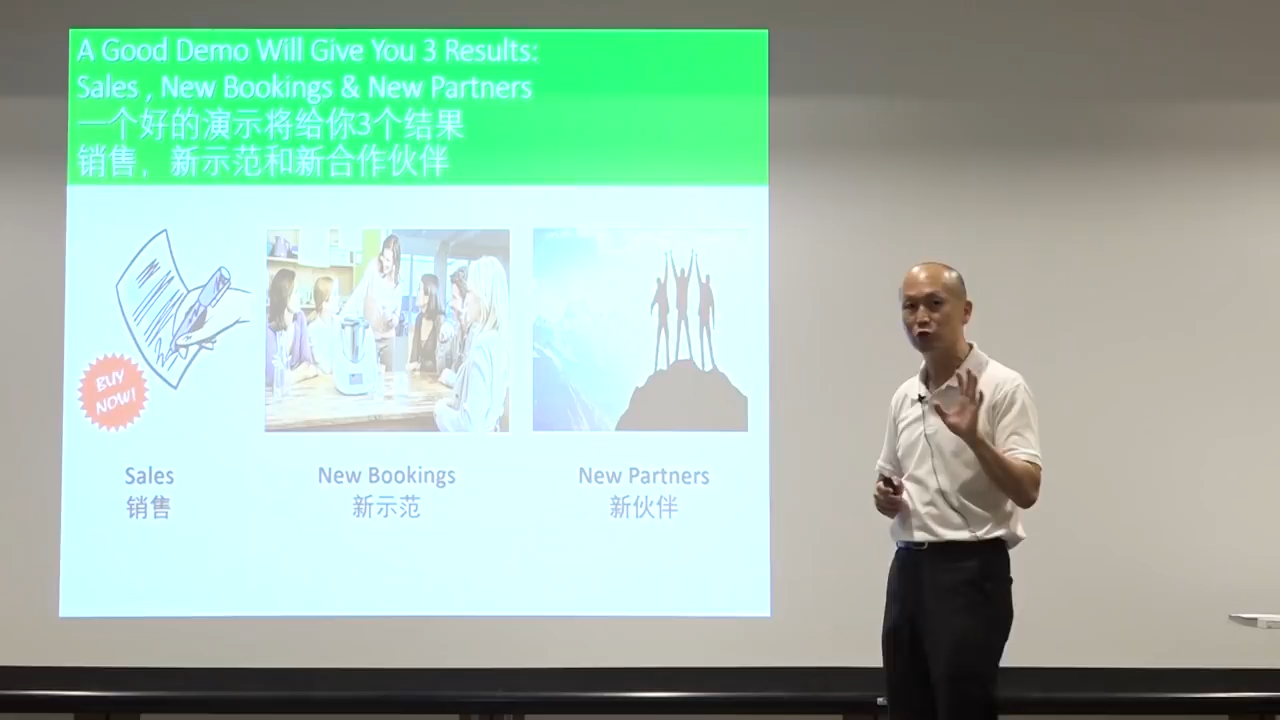 A Good Demo Will Give You 3 Results:
Sales , New Bookings & New Partners
一个好的演示将给你3个结果
销售，新示范和新合作伙伴
BUY
NOW!
Sales
销售
New Bookings
新示范
New Partners
新伙伴